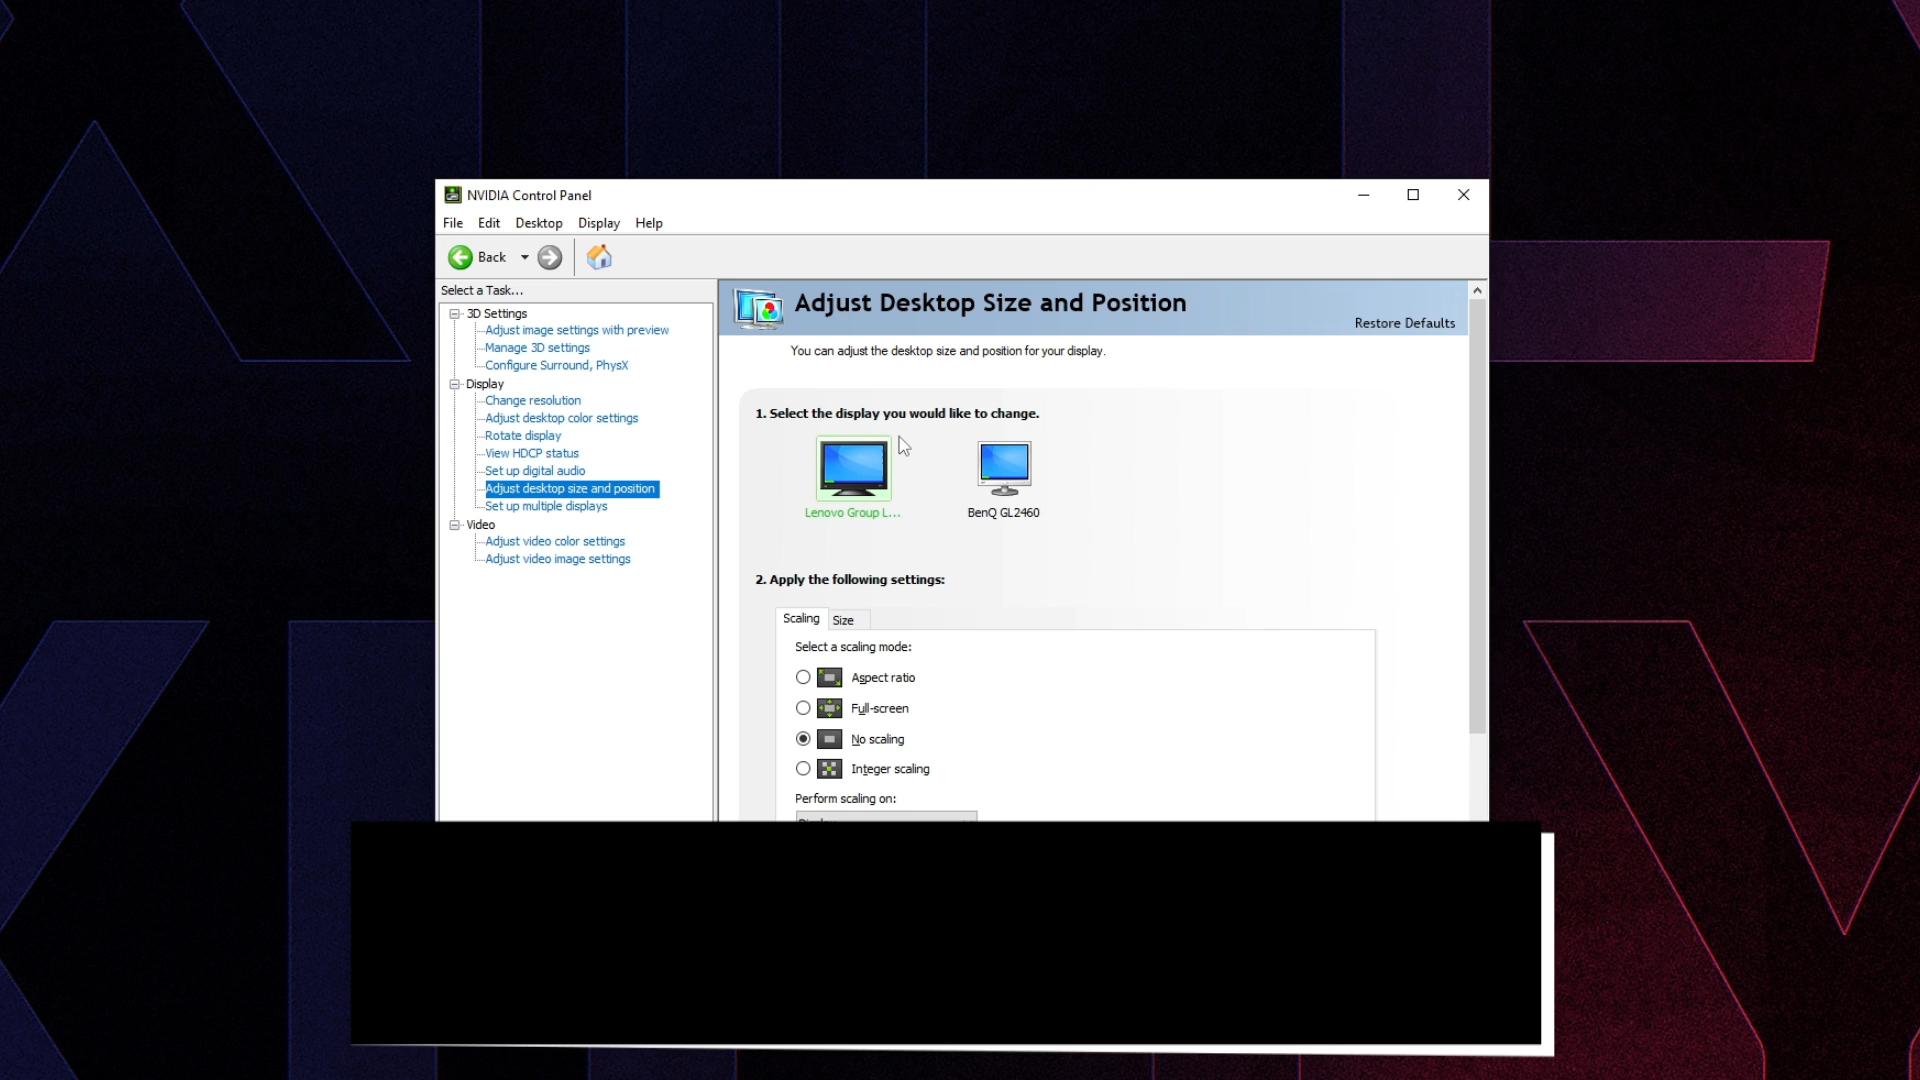 NVIDIA Control Panel
File Edit Desktop Display Help
Back
Select a Task...
3D Settings
Adjust image settings with preview
Manage 3D settings
Configure Surround, PhysX
Display
Change resolution
Adjust desktop color settings
Rotate display
View HDCP status
Set up digital audio
Adjust desktop size and position
Set up multiple displays
Video
Adjust video color settings
Adjust video image settings
Adjust Desktop Size and Position
Restore Defaults
You can adjust the desktop size and position for your display.
1. Select the display you would like to change.
Lenovo Group L... BenQ GL2460
2. Apply the following settings:
Scaling Size
Select a scaling mode:
Aspect ratio
Full-screen
No scaling
Integer scaling
Perform scaling on: